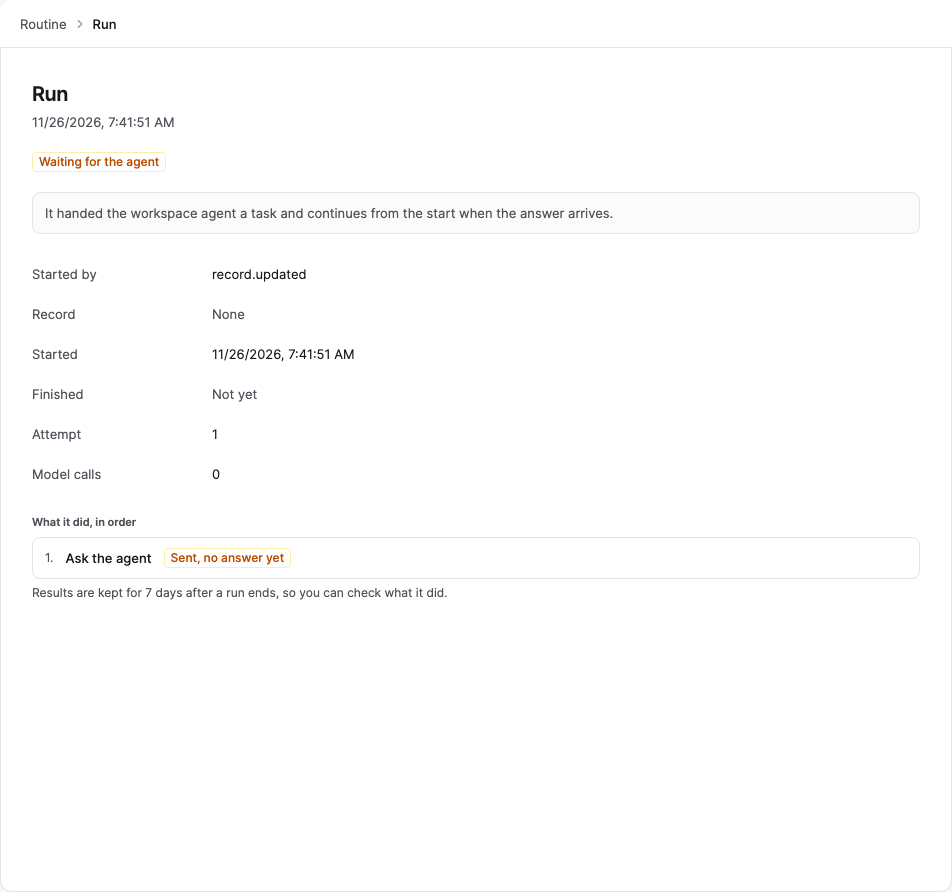 Routine > Run
Run
11/26/2026, 7:41:51 AM
Waiting for the agent
It handed the workspace agent a task and continues from the start when the answer arrives.
Started by record.updated
Record None
Started 11/26/2026, 7:41:51 AM
Finished Not yet
Attempt 1
Model calls 0
What it did, in order
1. Ask the agent Sent, no answer yet
Results are kept for 7 days after a run ends, so you can check what it did.